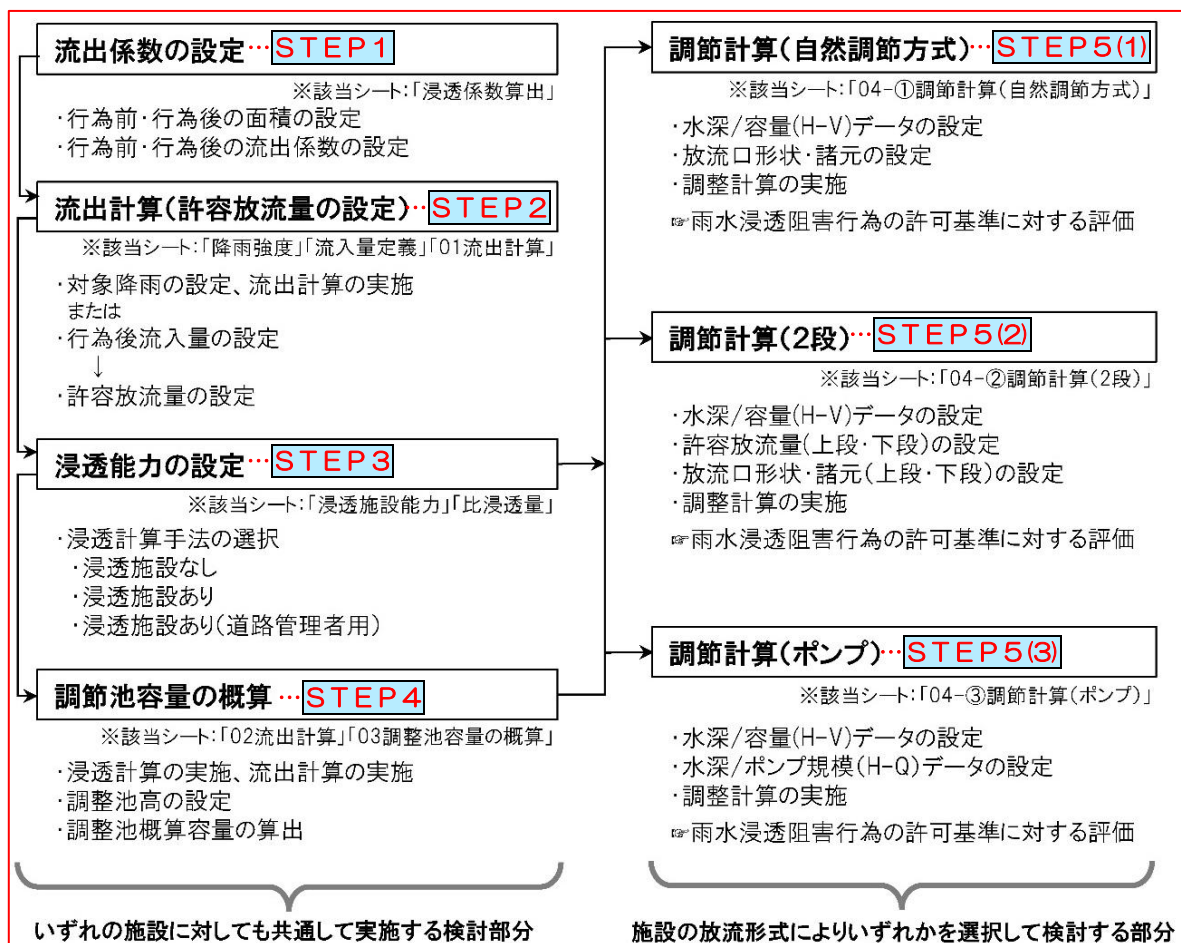 流出係数の設定…STEP1
※該当シート:「浸透係数算出」
・行為前・行為後の面積の設定
・行為前・行為後の流出係数の設定
流出計算(許容放流量の設定)…STEP2
※該当シート:「降雨強度」「流入量定義」「01流出計算」
・対象降雨の設定、流出計算の実施
または
・行為後流入量の設定
↓
・許容放流量の設定
浸透能力の設定…STEP3
※該当シート:「浸透施設能力」「比浸透量」
・浸透計算手法の選択
・浸透施設なし
・浸透施設あり
・浸透施設あり(道路管理者用)
調節池容量の概算…STEP4
※該当シート:「02流出計算」「03調整池容量の概算」
・浸透計算の実施、流出計算の実施
・調整池高の設定
・調整池概算容量の算出
いずれの施設に対しても共通して実施する検討部分
調節計算(自然調節方式)…STEP5(1)
※該当シート:「04-①調節計算(自然調節方式)」
・水深/容量(H-V)データの設定
・放流口形状・諸元の設定
・調整計算の実施
☞雨水浸透阻害行為の許可基準に対する評価
調節計算(2段)…STEP5(2)
※該当シート:「04-②調節計算(2段)」
・水深/容量(H-V)データの設定
・許容放流量(上段・下段)の設定
・放流口形状・諸元(上段・下段)の設定
・調整計算の実施
☞雨水浸透阻害行為の許可基準に対する評価
調節計算(ポンプ)…STEP5(3)
※該当シート:「04-③調節計算(ポンプ)」
・水深/容量(H-V)データの設定
・水深/ポンプ規模(H-Q)データの設定
・調整計算の実施
☞雨水浸透阻害行為の許可基準に対する評価
施設の放流形式によりいずれかを選択して検討する部分